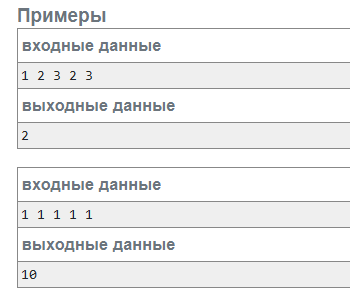 Примеры
входные данные
1 2 3 2 3
выходные данные
2
входные данные
1 1 1 1 1
выходные данные
10